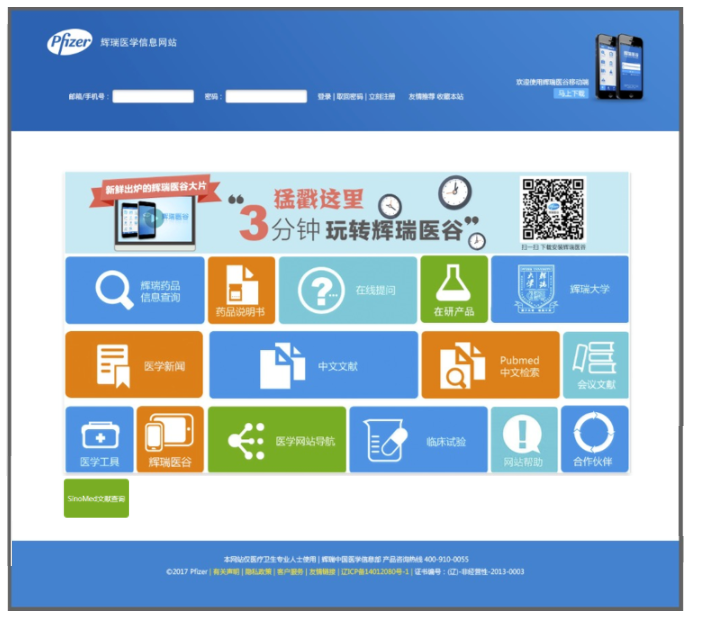 Pfizer 辉瑞医学信息网站
欢迎使用辉瑞医谷移动端
马上下载
邮箱/手机号： 密码： 登录 | 取回密码 | 立刻注册 友情推荐 收藏本站
新鲜出炉的辉瑞医谷大片
辉瑞医谷
“猛戳这里
3分钟 玩转辉瑞医谷”
扫一扫 下载安装辉瑞医谷
辉瑞药品
信息查询
药品说明书
在线提问
在研产品
辉瑞大学
医学新闻
中文文献
Pubmed
中文检索
会议文献
医学工具
辉瑞医谷
医学网站导航
临床试验
网站帮助
合作伙伴
SinoMed文献查询
本网站仅医疗卫生专业人士使用 | 辉瑞中国医学信息部 产品咨询热线 400-910-0055
©2017 Pfizer | 有关声明 | 隐私政策 | 客户服务 | 友情链接 | 辽ICP备14012080号-1 | 证书编号：(辽)-非经营性-2013-0003